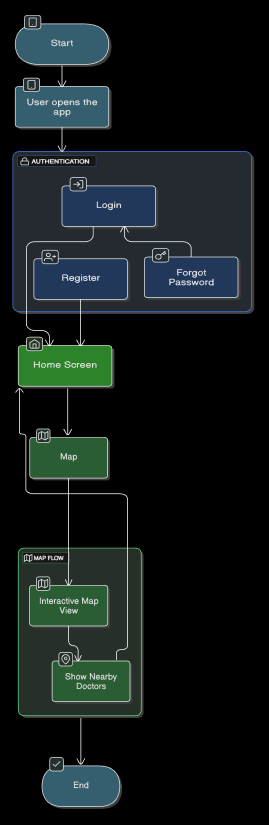 Start
User opens the
app
AUTHENTICATION
Login
Register
Forgot
Password
Home Screen
Map
MAP FLOW
Interactive Map
View
Show Nearby
Doctors
End